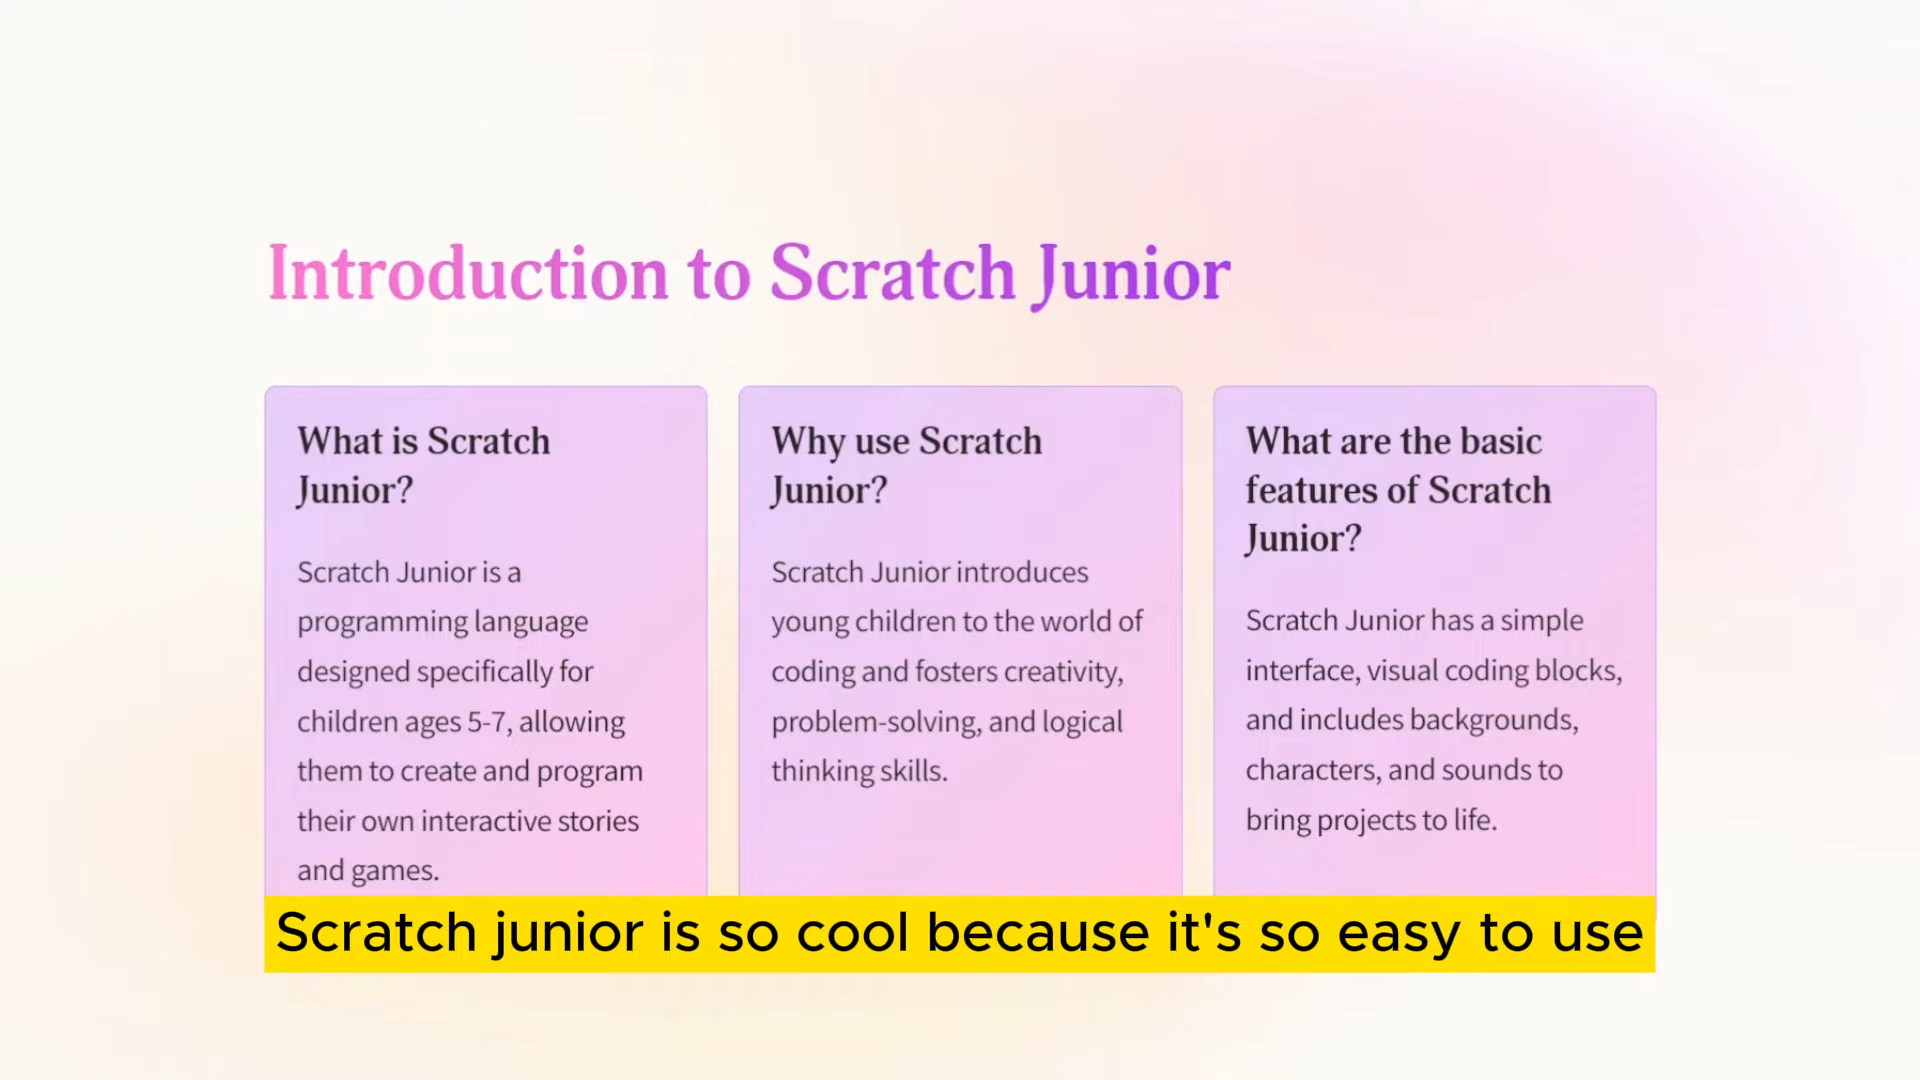 Introduction to Scratch Junior
What is Scratch
Junior?
Scratch Junior is a
programming language
designed specifically for
children ages 5-7, allowing
them to create and program
their own interactive stories
and games.
Why use Scratch
Junior?
Scratch Junior introduces
young children to the world of
coding and fosters creativity,
problem-solving, and logical
thinking skills.
What are the basic
features of Scratch
Junior?
Scratch Junior has a simple
interface, visual coding blocks,
and includes backgrounds,
characters, and sounds to
bring projects to life.
Scratch junior is so cool because it's so easy to use